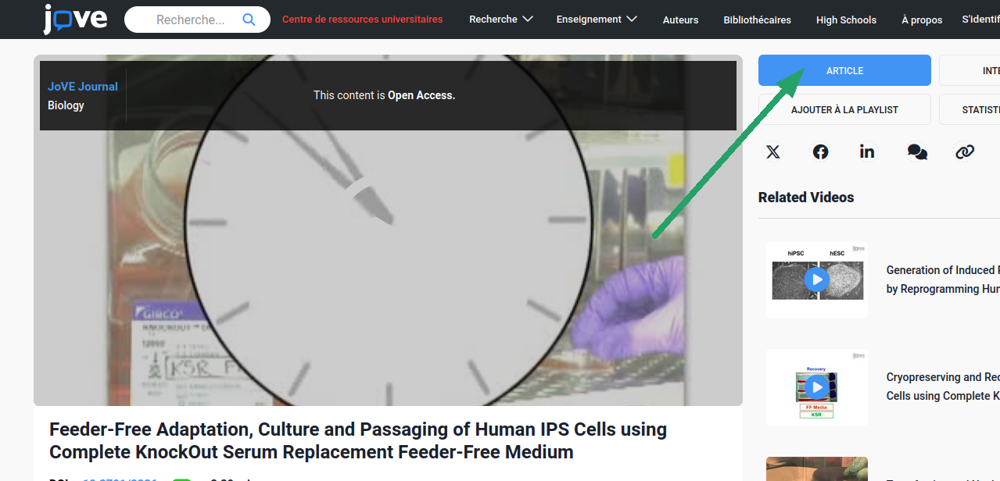 jove
Recherche...
Centre de ressources universitaires
Recherche
Enseignement
Auteurs
Bibliothécaires
High Schools
À propos
S'identif
JoVE Journal
Biology
This content is Open Access.
ARTICLE
INTE
AJOUTER À LA PLAYLIST
STATISTI
Related Videos
hiPSC hESC
jove
Generation of Induced P
by Reprogramming Hum
jove
Recovery
FF Media
KSR
Cryopreserving and Rec
Cells using Complete K
GIBCO
KNOCKOUT
KSR F
Feeder-Free Adaptation, Culture and Passaging of Human IPS Cells using
Complete KnockOut Serum Replacement Feeder-Free Medium